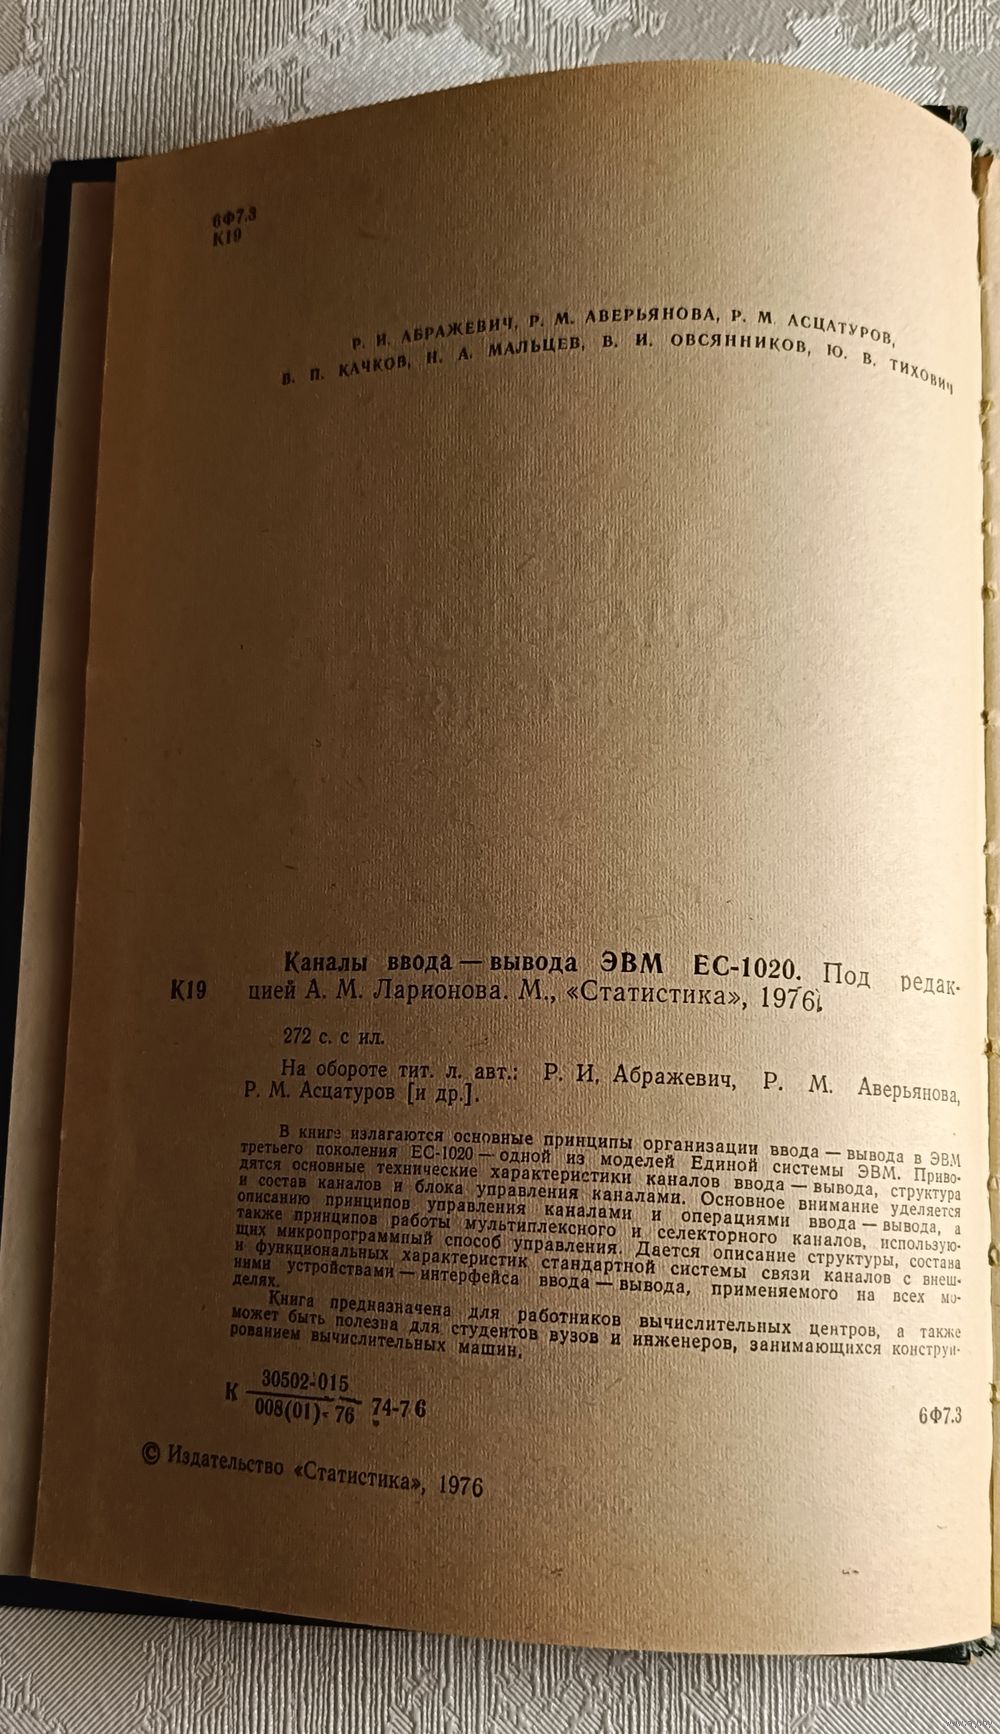 6Ф7.3
К19
Р. И. АБРАЖЕВИЧ, Р. М. АВЕРЬЯНОВА, Р. М. АСЦАТУРОВ,
В. П. КАЧКОВ, Н. А. МАЛЬЦЕВ, В. И. ОВСЯННИКОВ, Ю. В. ТИХОВИЧ
Каналы ввода — вывода ЭВМ ЕС-1020. Под редак-
К19 цией А. М. Ларионова. М., «Статистика», 1976.
272 с. с ил.
На обороте тит. л. авт.: Р. И. Абражевич, Р. М. Аверьянова,
Р. М. Асцатуров [и др.].
В книге излагаются основные принципы организации ввода — вывода в ЭВМ
третьего поколения ЕС-1020 — одной из моделей Единой системы ЭВМ. Приво-
дятся основные технические характеристики каналов ввода — вывода, структура
и состав каналов и блока управления каналами. Основное внимание уделяется
описанию принципов управления каналами и операциями ввода — вывода, а
также принципов работы мультиплексного и селекторного каналов, использую-
щих микропрограммный способ управления. Дается описание структуры, состава
и функциональных характеристик стандартной системы связи каналов с внеш-
ними устройствами — интерфейса ввода — вывода, применяемого на всех мо-
делях.
Книга предназначена для работников вычислительных центров, а также
может быть полезна для студентов вузов и инженеров, занимающихся конструи-
рованием вычислительных машин.
К 30502-015
008(01)-76 74-76
6Ф7.3
© Издательство «Статистика», 1976